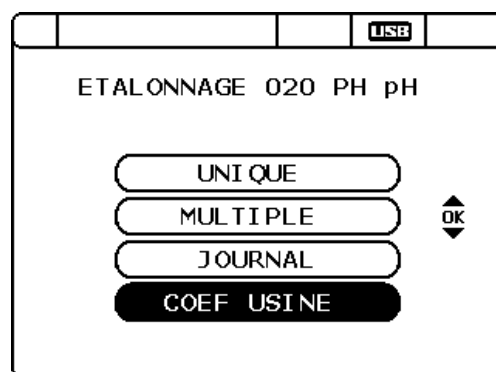 USB
ETALONNAGE 020 PH pH
UNIQUE
MULTIPLE
OK
JOURNAL
COEF USINE